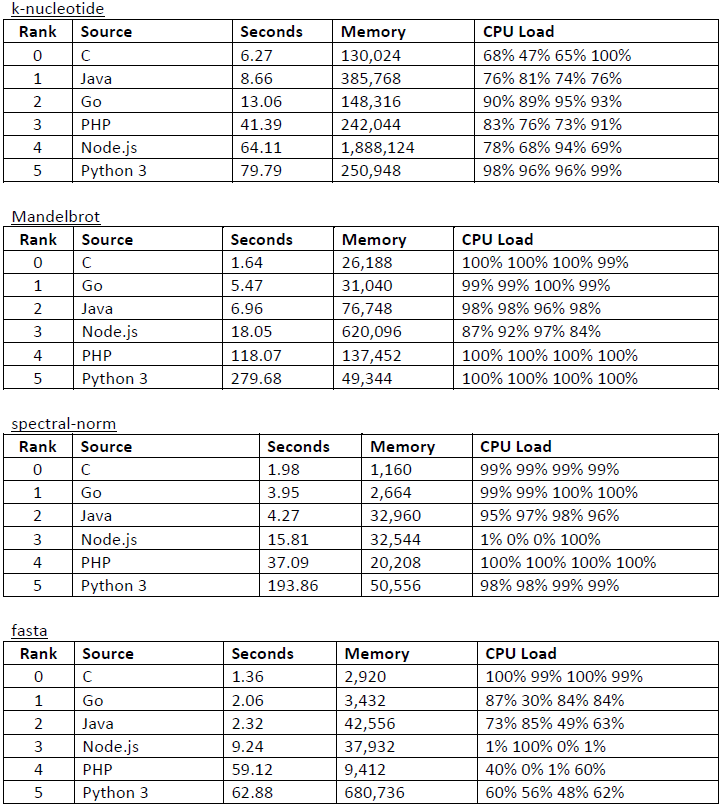 k-nucleotide
Rank Source Seconds Memory CPU Load
0 C 6.27 130,024 68% 47% 65% 100%
1 Java 8.66 385,768 76% 81% 74% 76%
2 Go 13.06 148,316 90% 89% 95% 93%
3 PHP 41.39 242,044 83% 76% 73% 91%
4 Node.js 64.11 1,888,124 78% 68% 94% 69%
5 Python 3 79.79 250,948 98% 96% 96% 99%
Mandelbrot
Rank Source Seconds Memory CPU Load
0 C 1.64 26,188 100% 100% 100% 99%
1 Go 5.47 31,040 99% 99% 100% 99%
2 Java 6.96 76,748 98% 98% 96% 98%
3 Node.js 18.05 620,096 87% 92% 97% 84%
4 PHP 118.07 137,452 100% 100% 100% 100%
5 Python 3 279.68 49,344 100% 100% 100% 100%
spectral-norm
Rank Source Seconds Memory CPU Load
0 C 1.98 1,160 99% 99% 99% 99%
1 Go 3.95 2,664 99% 99% 100% 100%
2 Java 4.27 32,960 95% 97% 98% 96%
3 Node.js 15.81 32,544 1% 0% 0% 100%
4 PHP 37.09 20,208 100% 100% 100% 100%
5 Python 3 193.86 50,556 98% 98% 99% 99%
fasta
Rank Source Seconds Memory CPU Load
0 C 1.36 2,920 100% 99% 100% 99%
1 Go 2.06 3,432 87% 30% 84% 84%
2 Java 2.32 42,556 73% 85% 49% 63%
3 Node.js 9.24 37,932 1% 100% 0% 1%
4 PHP 59.12 9,412 40% 0% 1% 60%
5 Python 3 62.88 680,736 60% 56% 48% 62%